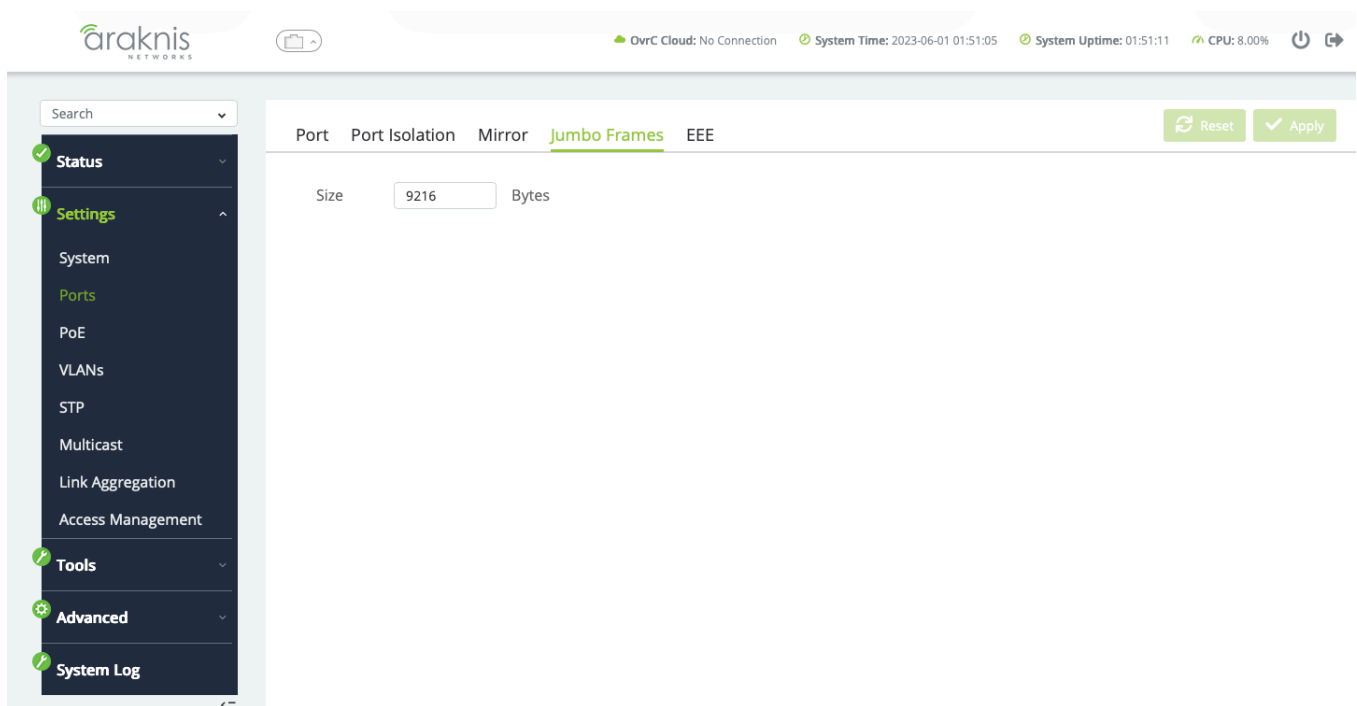 araknis
NETWORKS
OvrC Cloud: No Connection System Time: 2023-06-01 01:51:05 System Uptime: 01:51:11 CPU: 8.00%
Search
Status
Settings
System
Ports
PoE
VLANs
STP
Multicast
Link Aggregation
Access Management
Tools
Advanced
System Log
Port Port Isolation Mirror Jumbo Frames EEE
Reset Apply
Size 9216 Bytes